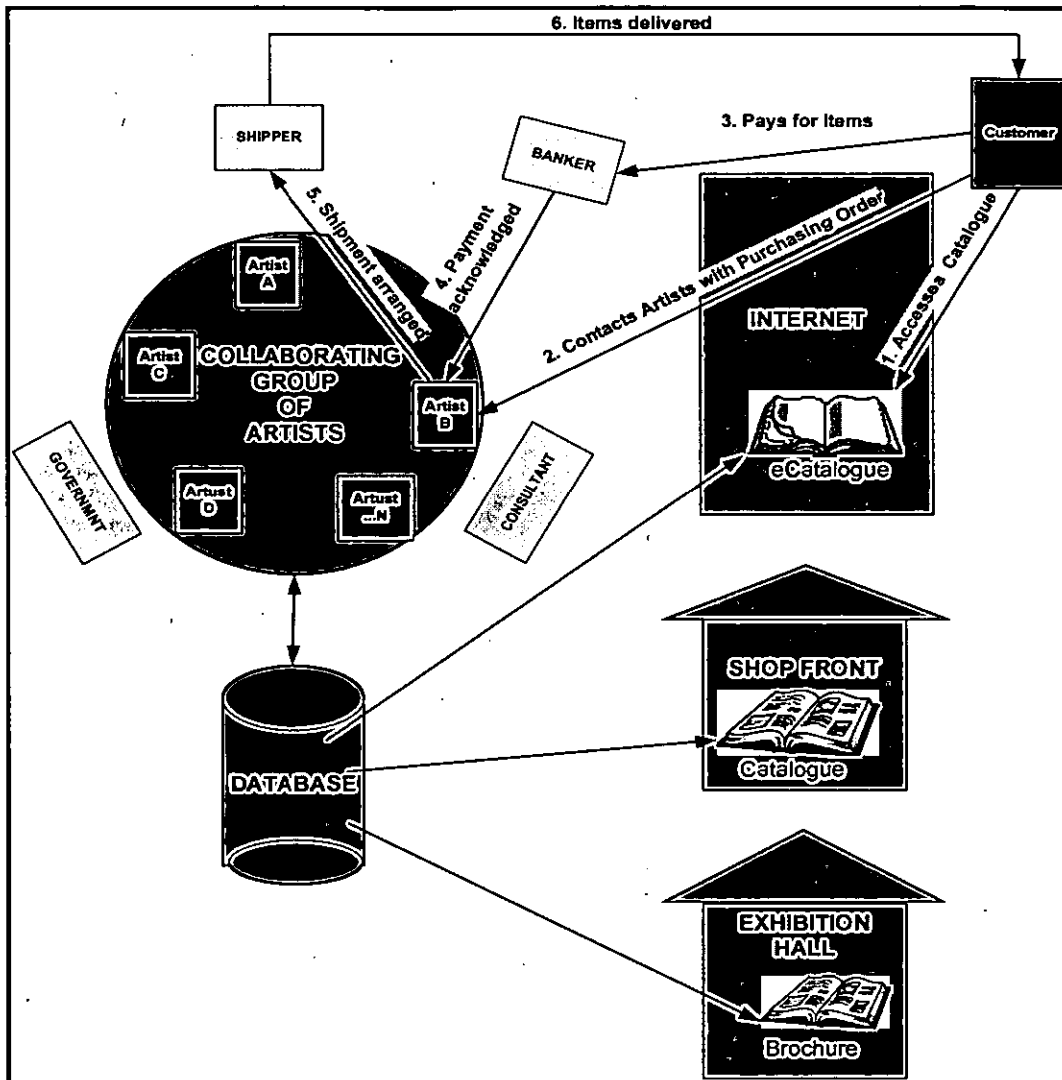 6. Items delivered
SHIPPER
BANKER
3. Pays for Items
Customer
5. Shipment arranged
4. Payment
acknowledged
2. Contacts Artists with Purchasing Order
1. Accessea Catalogue
Artist
A
Artist
C
COLLABORATING
GROUP
OF
ARTISTS
Artist
B
Artust
D
Artust
...N
GOVERNMNT
CONSULTANT
INTERNET
eCatalogue
SHOP FRONT
Catalogue
DATABASE
EXHIBITION
HALL
Brochure